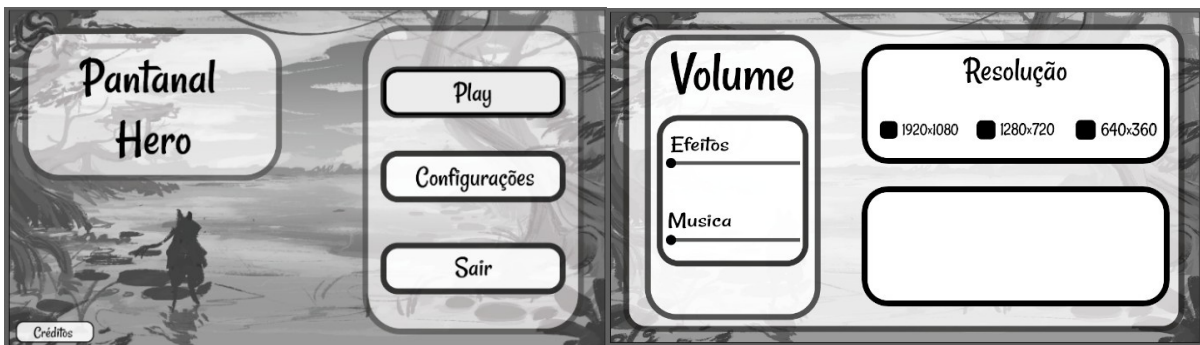 Pantanal
Hero
Play
Configurações
Sair
Créditos
Volume
Efeitos
Musica
Resolução
1920x1080 1280x720 640x360